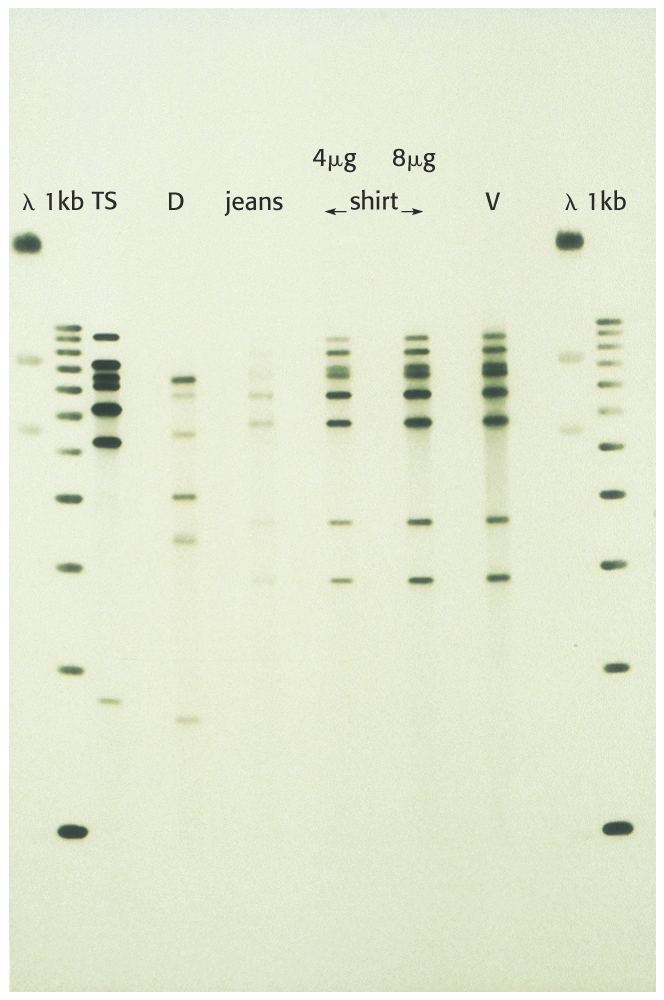 4µg 8µg
λ 1kb TS D jeans ←shirt→ V λ 1kb